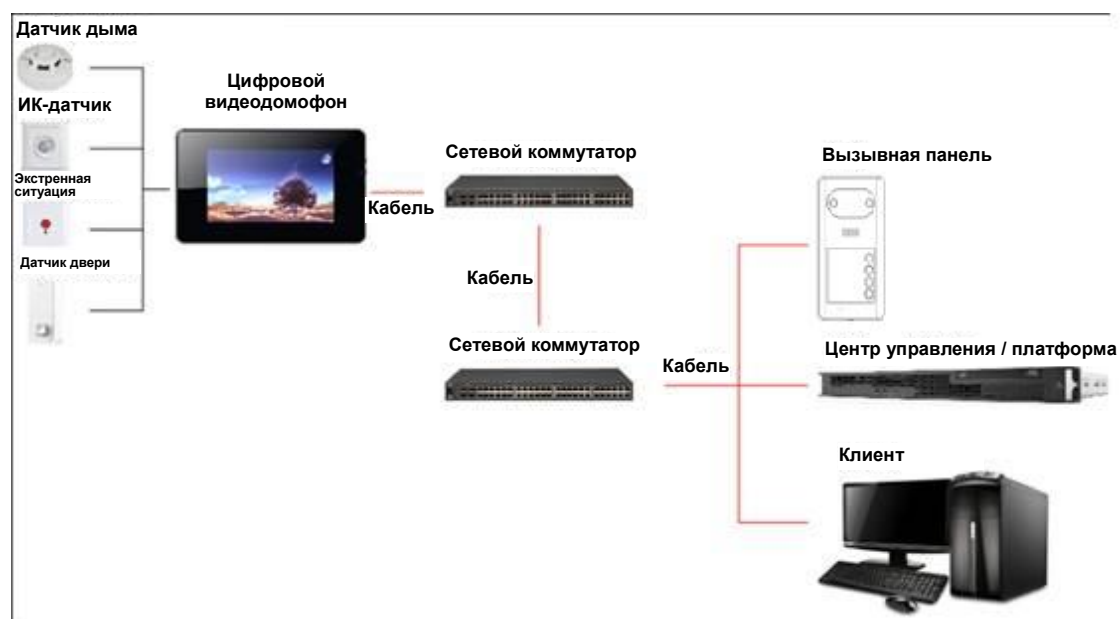 Датчик дыма
ИК-датчик
Экстренная
ситуация
Датчик двери
Цифровой
видеодомофон
Кабель
Сетевой коммутатор
Кабель
Сетевой коммутатор
Кабель
Вызывная панель
Центр управления / платформа
Клиент